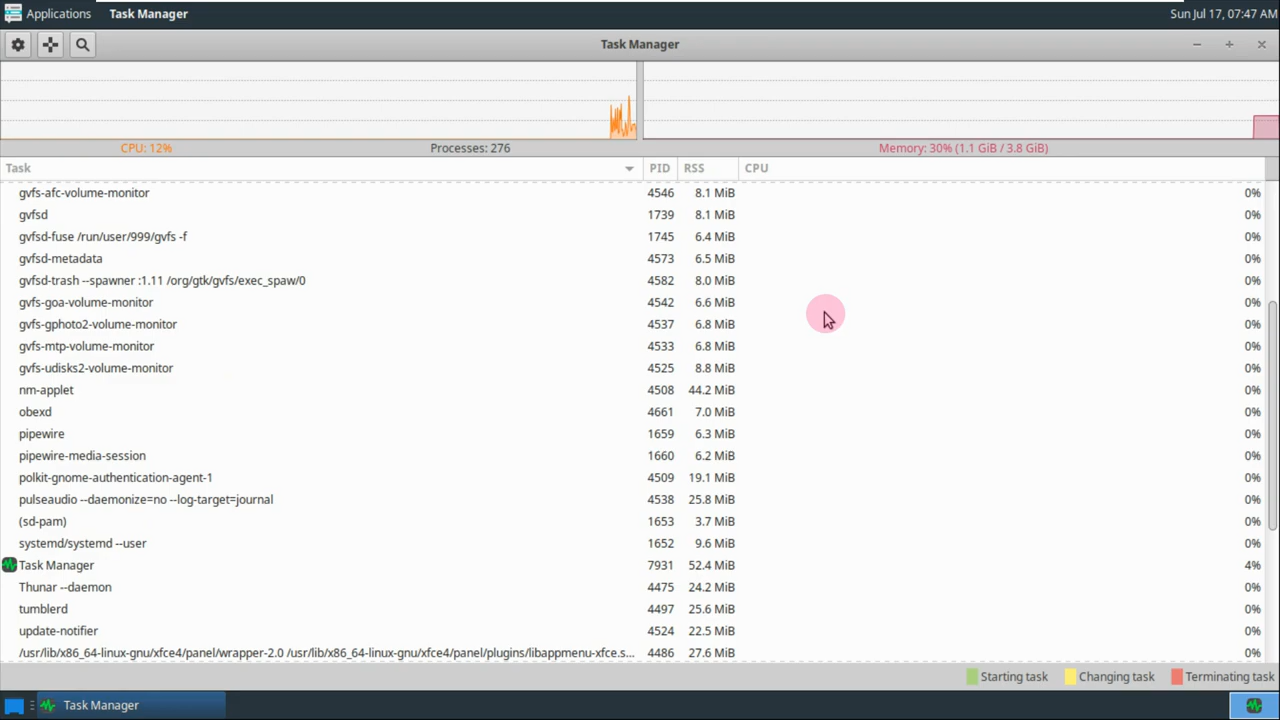 Applications Task Manager Sun Jul 17, 07:47 AM
Task Manager
CPU: 12% Processes: 276 Memory: 30% (1.1 GiB / 3.8 GiB)
Task PID RSS CPU
gvfs-afc-volume-monitor 4546 8.1 MiB 0%
gvfsd 1739 8.1 MiB 0%
gvfsd-fuse /run/user/999/gvfs -f 1745 6.4 MiB 0%
gvfsd-metadata 4573 6.5 MiB 0%
gvfsd-trash --spawner :1.11 /org/gtk/gvfs/exec_spaw/0 4582 8.0 MiB 0%
gvfs-goa-volume-monitor 4542 6.6 MiB 0%
gvfs-gphoto2-volume-monitor 4537 6.8 MiB 0%
gvfs-mtp-volume-monitor 4533 6.8 MiB 0%
gvfs-udisks2-volume-monitor 4525 8.8 MiB 0%
nm-applet 4508 44.2 MiB 0%
obexd 4661 7.0 MiB 0%
pipewire 1659 6.3 MiB 0%
pipewire-media-session 1660 6.2 MiB 0%
polkit-gnome-authentication-agent-1 4509 19.1 MiB 0%
pulseaudio --daemonize=no --log-target=journal 4538 25.8 MiB 0%
(sd-pam) 1653 3.7 MiB 0%
systemd/systemd --user 1652 9.6 MiB 0%
Task Manager 7931 52.4 MiB 4%
Thunar --daemon 4475 24.2 MiB 0%
tumblerd 4497 25.6 MiB 0%
update-notifier 4524 22.5 MiB 0%
/usr/lib/x86_64-linux-gnu/xfce4/panel/wrapper-2.0 /usr/lib/x86_64-linux-gnu/xfce4/panel/plugins/libappmenu-xfce.s... 4486 27.6 MiB 0%
Starting task Changing task Terminating task
Task Manager